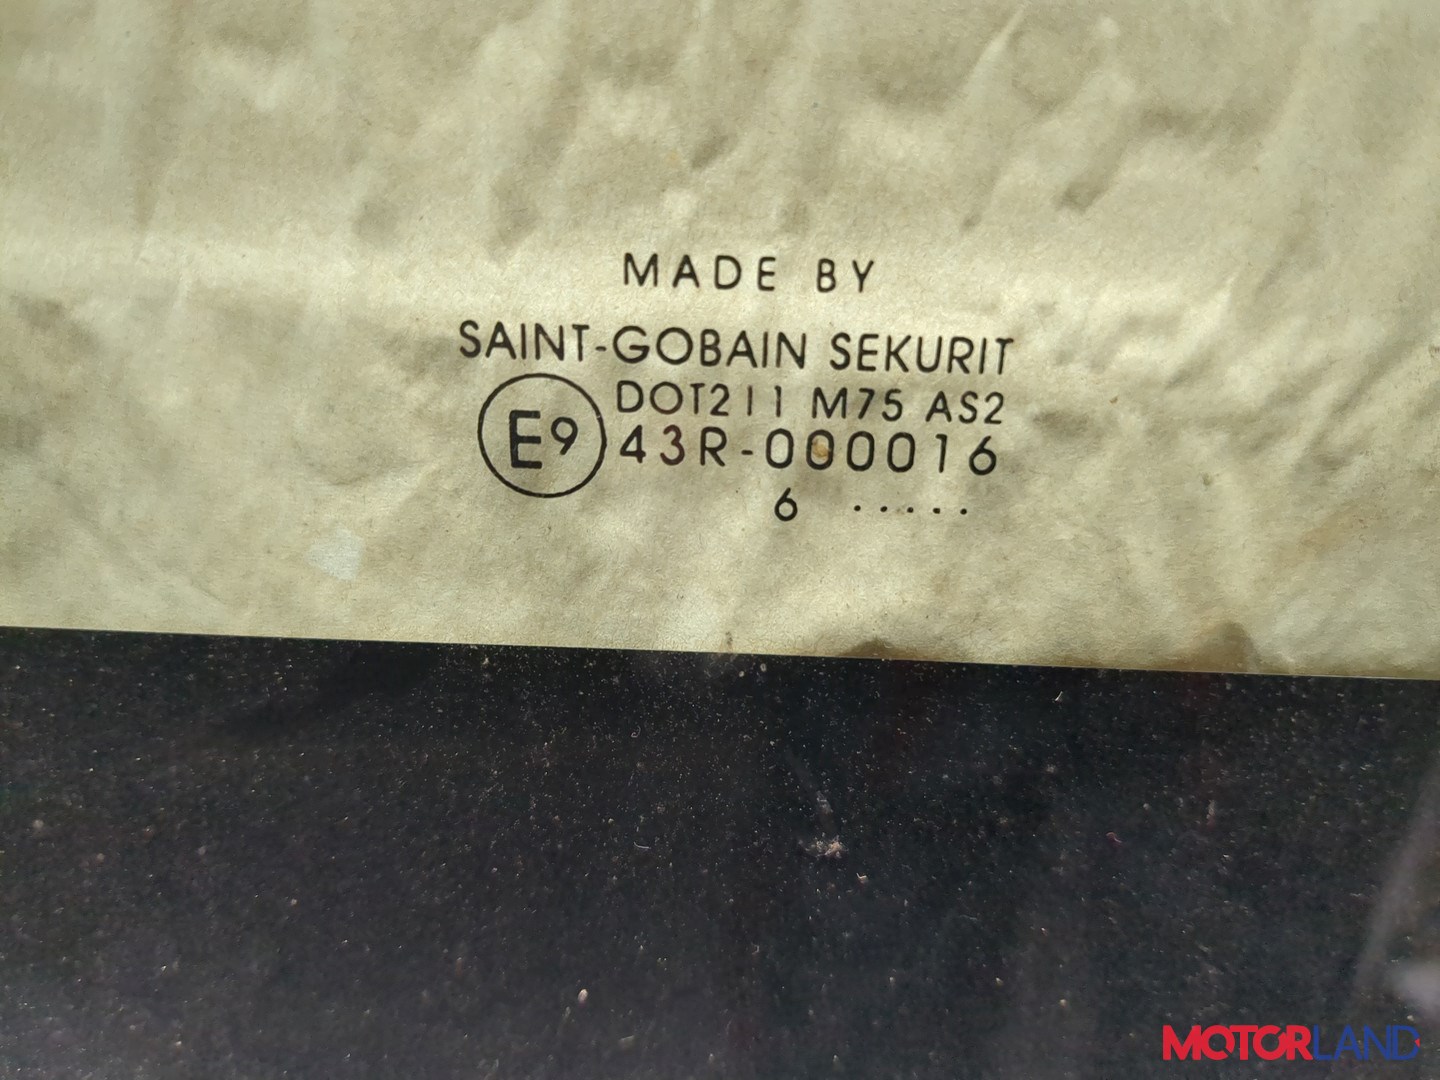 MADE BY
SAINT-GOBAIN SEKURIT
DOT211 M75 AS2
E9 43R-000016
6 .....
MOTORLAND